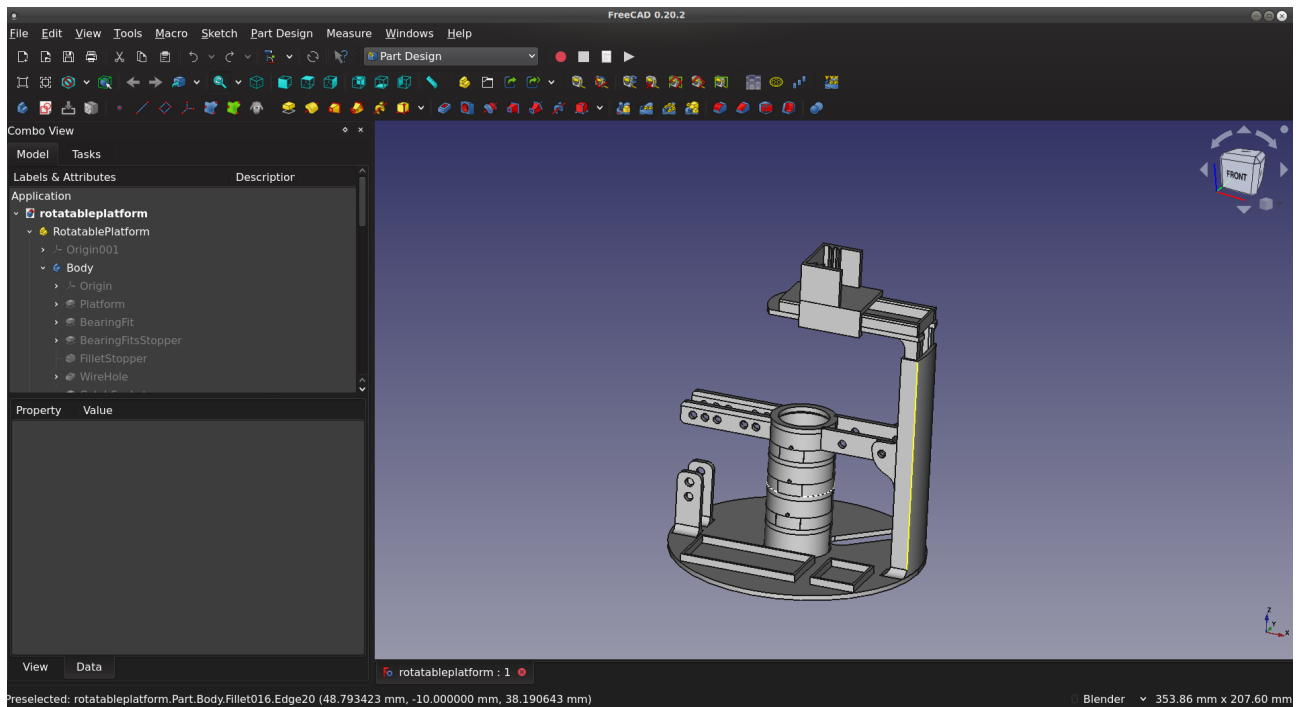 FreeCAD 0.20.2
File Edit View Tools Macro Sketch Part Design Measure Windows Help
Part Design
Combo View
Model Tasks
Labels & Attributes Descriptior
Application
rotatableplatform
RotatablePlatform
Origin001
Body
Origin
Platform
BearingFit
BearingFitsStopper
FilletStopper
WireHole
FRONT
Property Value
View Data
rotatableplatform : 1
Z
Y
X
Preselected: rotatableplatform.Part.Body.Fillet016.Edge20 (48.793423 mm, -10.000000 mm, 38.190643 mm)
Blender 353.86 mm x 207.60 mm